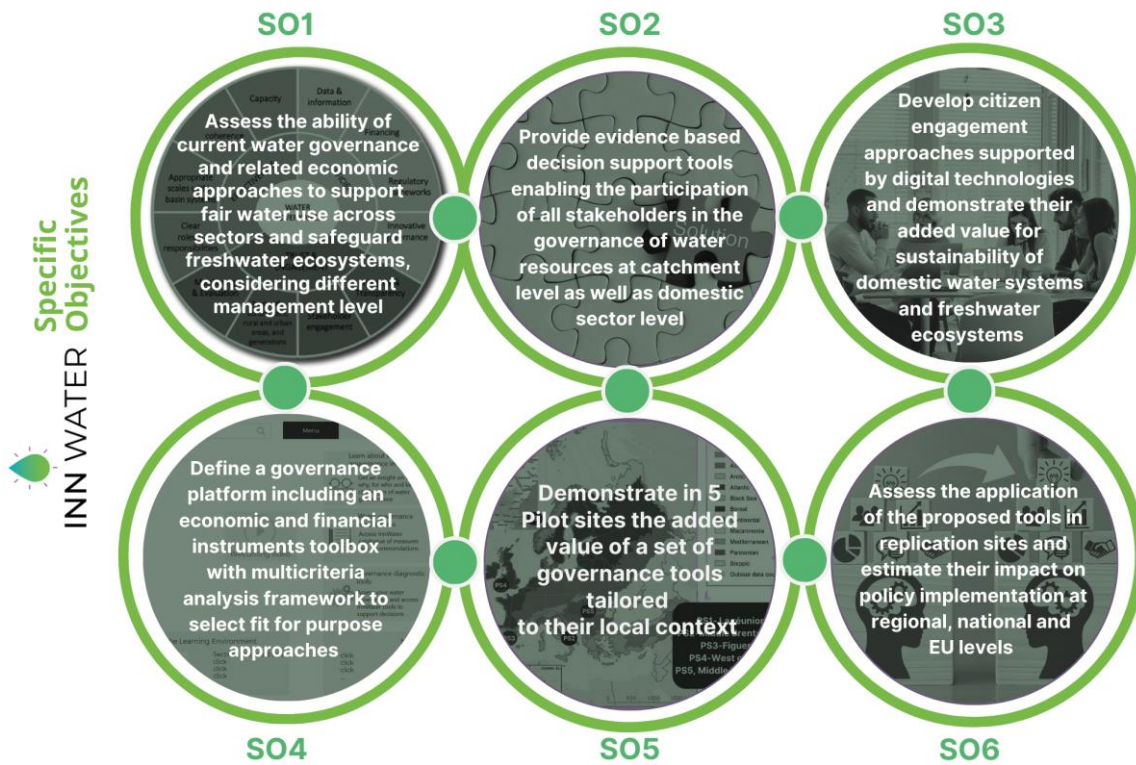 SO1
SO2
SO3
Specific
Objectives
INN WATER
Assess the ability of
current water governance
and related economic
approaches to support
fair water use across
sectors and safeguard
freshwater ecosystems,
considering different
management level
Provide evidence based
decision support tools
enabling the participation
of all stakeholders in the
governance of water
resources at catchment
level as well as domestic
sector level
Develop citizen
engagement
approaches supported
by digital technologies
and demonstrate their
added value for
sustainability of
domestic water systems
and freshwater
ecosystems
Define a governance
platform including an
economic and financial
instruments toolbox
with multicriteria
analysis framework to
select fit for purpose
approaches
Demonstrate in 5
Pilot sites the added
value of a set of
governance tools
tailored
to their local context
Assess the application
of the proposed tools in
replication sites and
estimate their impact on
policy implementation at
regional, national and
EU levels
SO4
SO5
SO6
Capacity
Data &
information
Financing
Solution
Menu